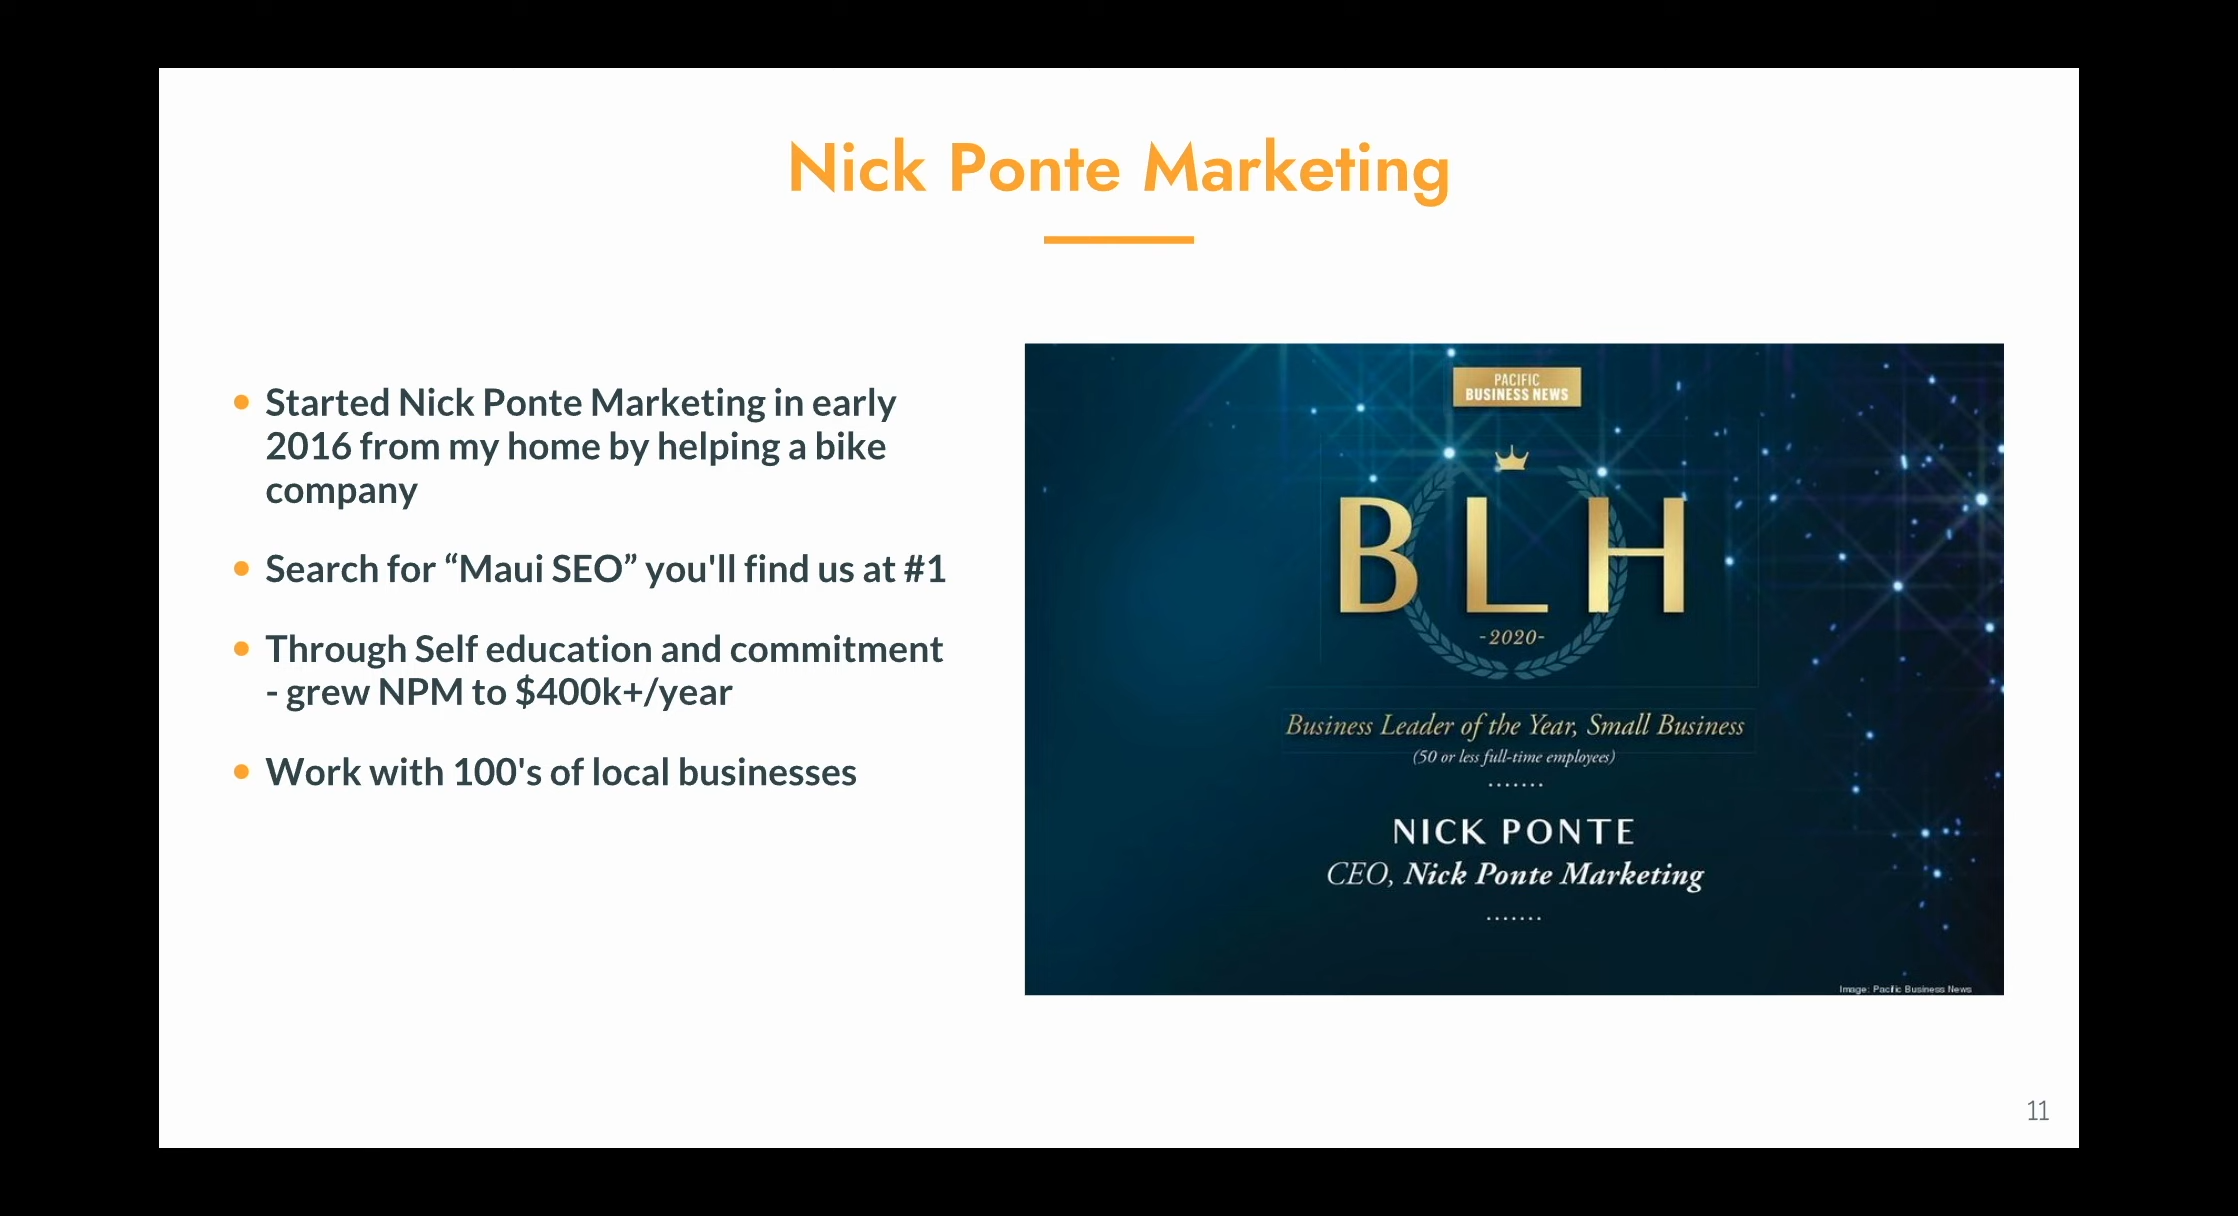 Nick Ponte Marketing
Started Nick Ponte Marketing in early
2016 from my home by helping a bike
company
Search for “Maui SEO” you'll find us at #1
Through Self education and commitment
- grew NPM to $400k+/year
Work with 100's of local businesses
PACIFIC
BUSINESS NEWS
BLH
-2020-
Business Leader of the Year, Small Business
(50 or less full-time employees)
NICK PONTE
CEO, Nick Ponte Marketing
Image: Pacific Business News
11